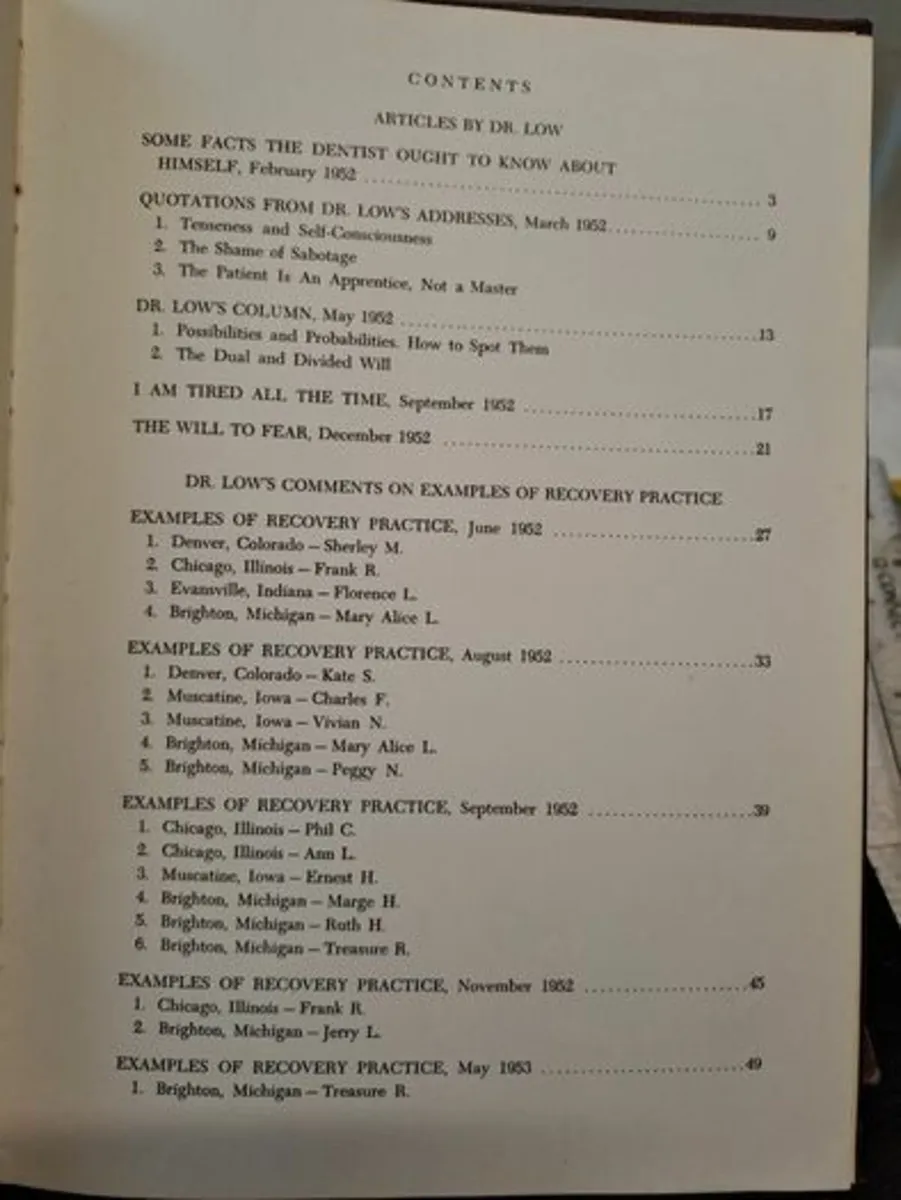 CONTENTS
ARTICLES BY DR. LOW
SOME FACTS THE DENTIST OUGHT TO KNOW ABOUT
HIMSELF, February 1952 ........ 3
QUOTATIONS FROM DR. LOW'S ADDRESSES, March 1952 ........ 9
1. Tenseness and Self-Consciousness
2. The Shame of Sabotage
3. The Patient Is An Apprentice, Not a Master
DR. LOW'S COLUMN, May 1952 ........ 13
1. Possibilities and Probabilities. How to Spot Them
2. The Dual and Divided Will
I AM TIRED ALL THE TIME, September 1952 ........ 17
THE WILL TO FEAR, December 1952 ........ 21
DR. LOW'S COMMENTS ON EXAMPLES OF RECOVERY PRACTICE
EXAMPLES OF RECOVERY PRACTICE, June 1952 ........ 27
1. Denver, Colorado – Sherley M.
2. Chicago, Illinois – Frank R.
3. Evansville, Indiana – Florence L.
4. Brighton, Michigan – Mary Alice L.
EXAMPLES OF RECOVERY PRACTICE, August 1952 ........ 33
1. Denver, Colorado – Kate S.
2. Muscatine, Iowa – Charles F.
3. Muscatine, Iowa – Vivian N.
4. Brighton, Michigan – Mary Alice L.
5. Brighton, Michigan – Peggy N.
EXAMPLES OF RECOVERY PRACTICE, September 1952 ........ 39
1. Chicago, Illinois – Phil C.
2. Chicago, Illinois – Ann L.
3. Muscatine, Iowa – Ernest H.
4. Brighton, Michigan – Marge H.
5. Brighton, Michigan – Ruth H.
6. Brighton, Michigan – Treasure R.
EXAMPLES OF RECOVERY PRACTICE, November 1952 ........ 45
1. Chicago, Illinois – Frank R.
2. Brighton, Michigan – Jerry L.
EXAMPLES OF RECOVERY PRACTICE, May 1953 ........ 49
1. Brighton, Michigan – Treasure R.